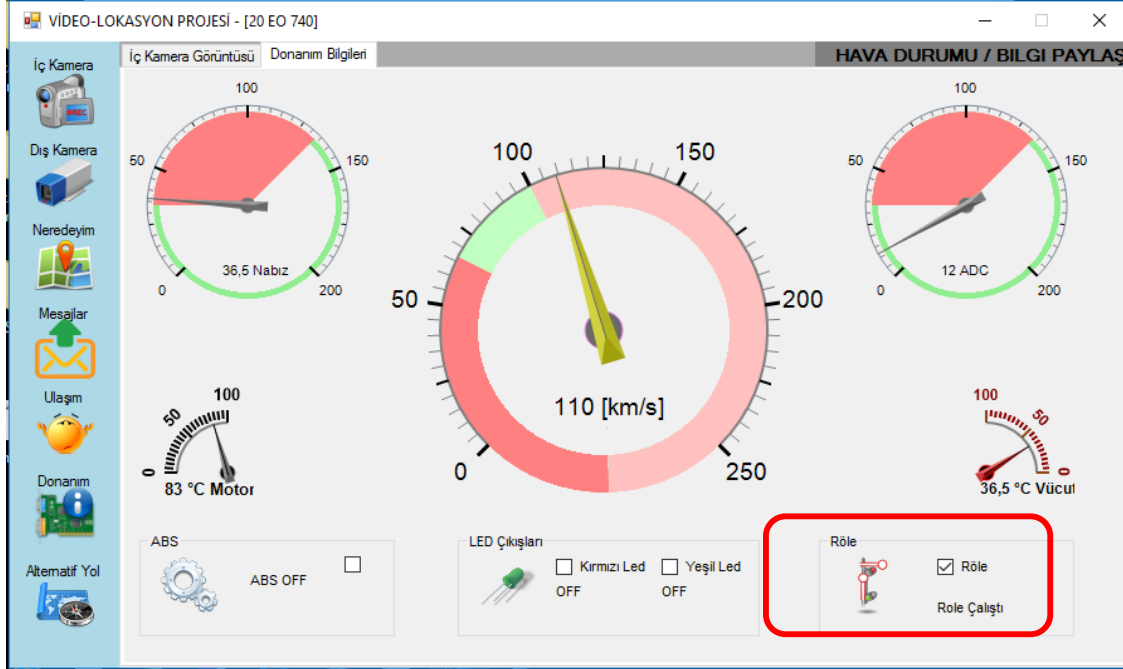 VİDEO-LOKASYON PROJESİ - [20 EO 740]
İç Kamera Görüntüsü
Donanım Bilgileri
HAVA DURUMU / BILGI PAYLAŞ
İç Kamera
REC
Dış Kamera
Neredeyim
Mesajlar
Ulaşım
Donanım
Alternatif Yol
0
50
100
150
200
36,5 Nabız
0
50
100
150
200
250
110 [km/s]
0
50
100
150
200
12 ADC
0
50
100
83 °C Motor
100
50
0
36,5 °C Vücut
ABS
ABS OFF
LED Çıkışları
Kırmızı Led
OFF
Yeşil Led
OFF
Röle
Röle
Role Çalıştı